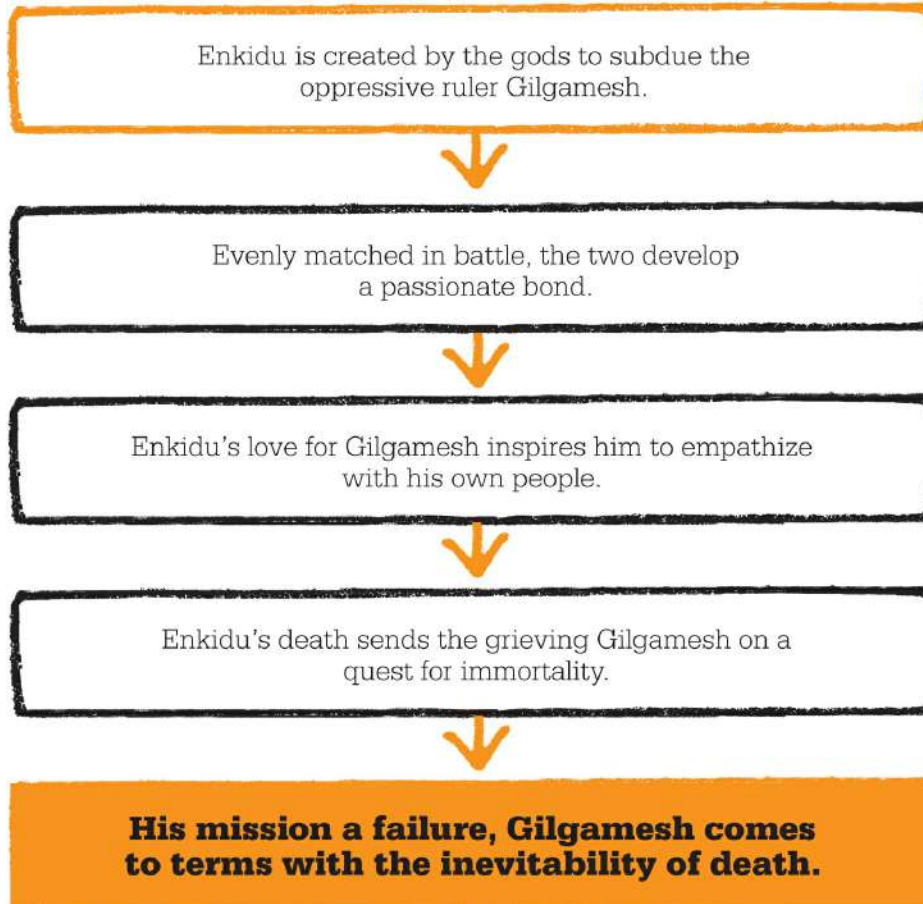 Enkidu is created by the gods to subdue the
oppressive ruler Gilgamesh.
Evenly matched in battle, the two develop
a passionate bond.
Enkidu’s love for Gilgamesh inspires him to empathize
with his own people.
Enkidu’s death sends the grieving Gilgamesh on a
quest for immortality.
His mission a failure, Gilgamesh comes
to terms with the inevitability of death.